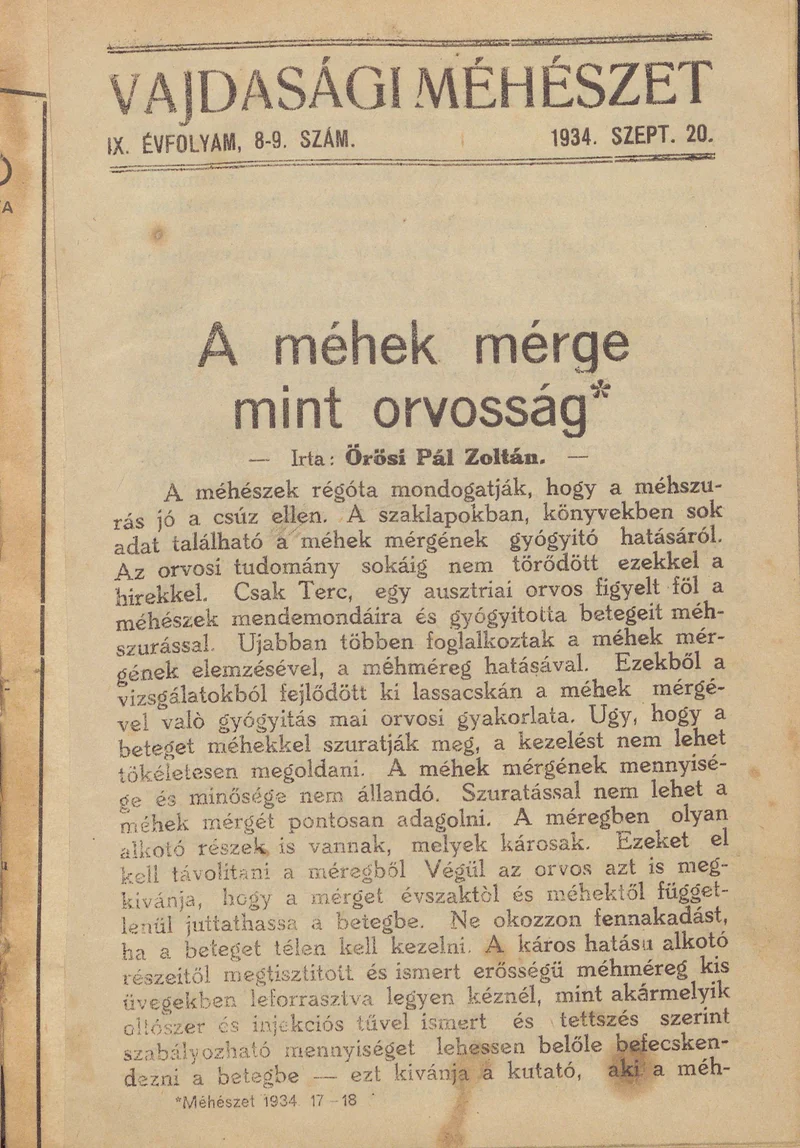 VAJDASÁGI MÉHÉSZET
IX. ÉVFOLYAM, 8-9. SZÁM. 1934. SZEPT. 20.
A méhek mérge
mint orvosság*
— Irta: Örösi Pál Zoltán. —
A méhészek régóta mondogatják, hogy a méhszu-
rás jó a csúz ellen. A szaklapokban, könyvekben sok
adat található a méhek mérgének gyógyitó hatásáról.
Az orvosi tudomány sokáig nem törődött ezekkel a
hirekkel. Csak Terc, egy ausztriai orvos figyelt föl a
méhészek mendemondáira és gyógyitotta betegeit méh-
szurással. Ujabban többen foglalkoztak a méhek mér-
gének elemzésével, a méhméreg hatásával. Ezekből a
vizsgálatokból fejlődött ki lassacskán a méhek mérgé-
vel valò gyógyitás mai orvosi gyakorlata. Ugy, hogy a
beteget méhekkel szuratják meg, a kezelést nem lehet
tökéletesen megoldani. A méhek mérgének mennyisé-
ge és minősége nem állandó. Szuratással nem lehet a
méhek mérgét pontosan adagolni. A méregben olyan
alkotó részek is vannak, melyek károsak. Ezeket el
kell távolitani a méregből Végül az orvos azt is meg-
kivánja, hogy a mérget évszaktòl és méhektől függet-
lenül juttathassa a betegbe. Ne okozzon fennakadást,
ha a beteget télen kell kezelni. A káros hatásu alkotó
részeitől megtisztitott és ismert erősségü méhméreg kis
üvegekben leforrasztva legyen kéznél, mint akármelyik
oltószer és injekciós tűvel ismert és tettszés szerint
szabályozható mennyiséget lehessen belőle befecsken-
dezni a betegbe — ezt kivánja a kutató, aki a méh-
*Méhészet 1934 17-18
A